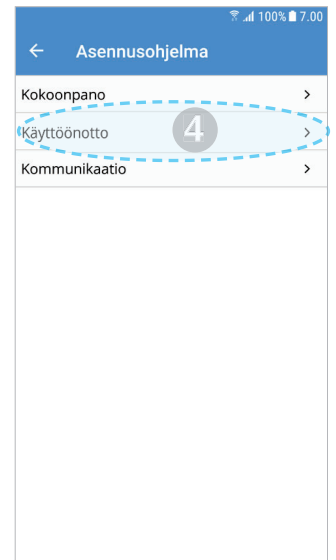 100% 7.00
Asennusohjelma
Kokoonpano
Käyttöönotto 4
Kommunikaatio